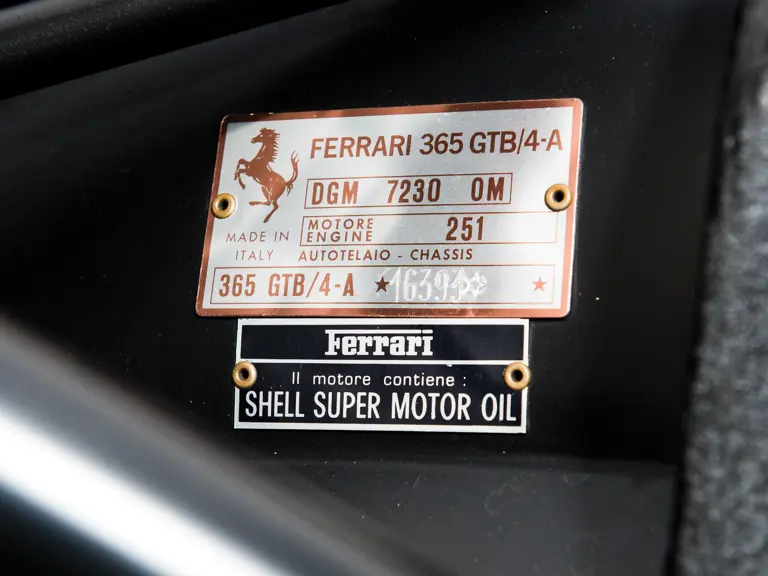 FERRARI 365 GTB/4-A
DGM 7230 OM
MOTORE
ENGINE 251
MADE IN
ITALY AUTOTELAIO - CHASSIS
365 GTB/4-A ★16393☆ ★
Ferrari
Il motore contiene :
SHELL SUPER MOTOR OIL